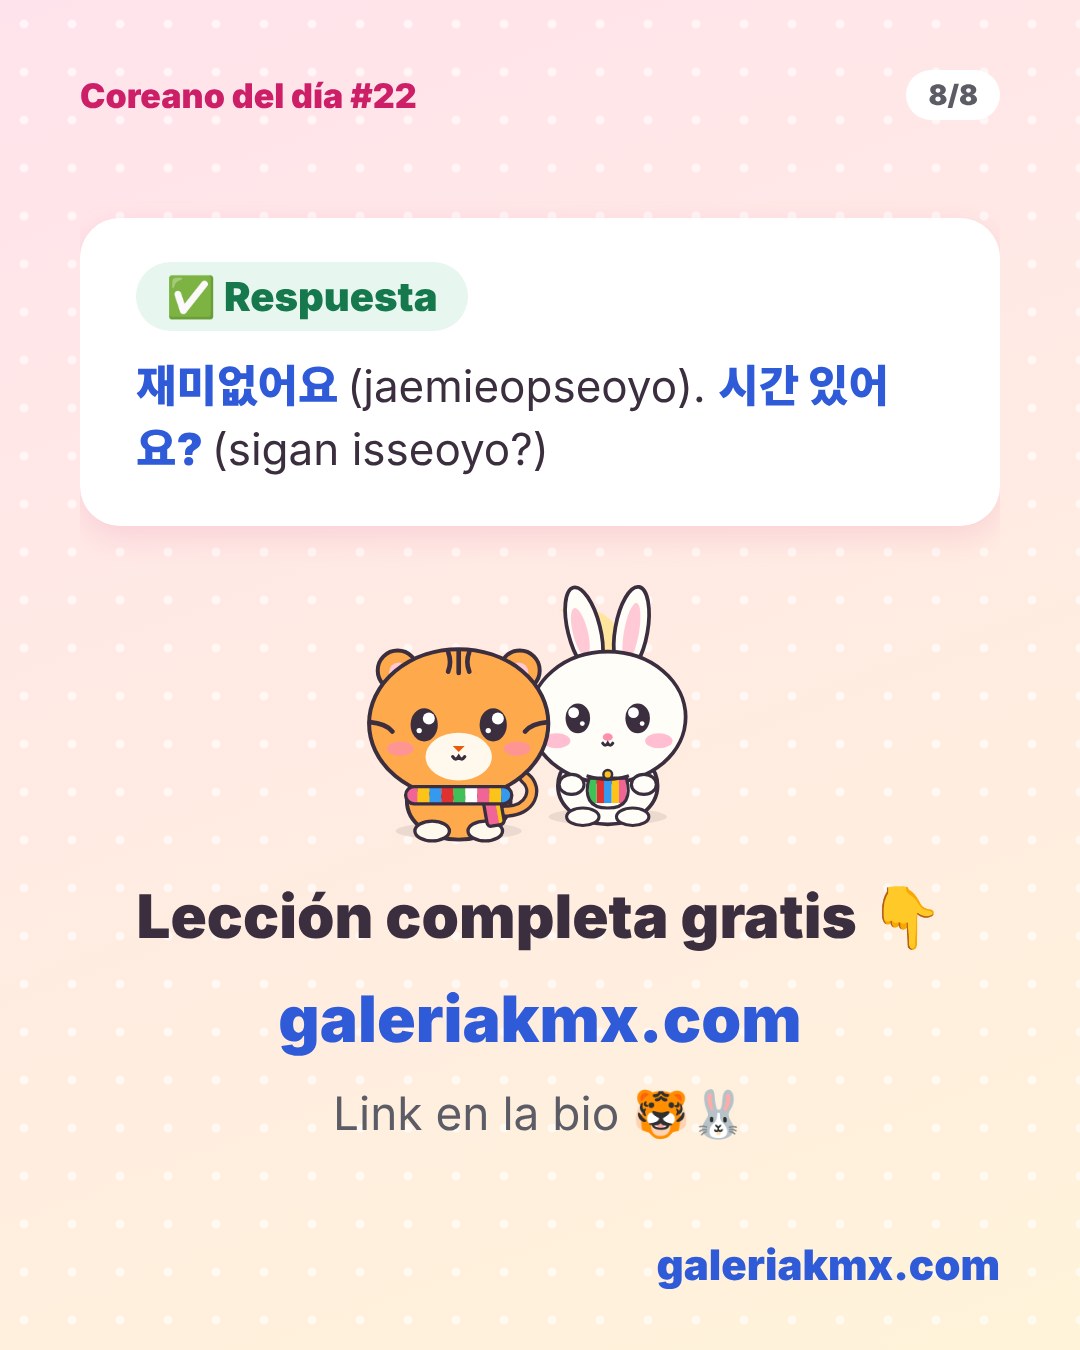 Coreano del día #22
8/8
✅ Respuesta
재미없어요 (jaemieopseoyo). 시간 있어
요? (sigan isseoyo?)
Lección completa gratis 👇
galeriakmx.com
Link en la bio 🐯🐰
galeriakmx.com